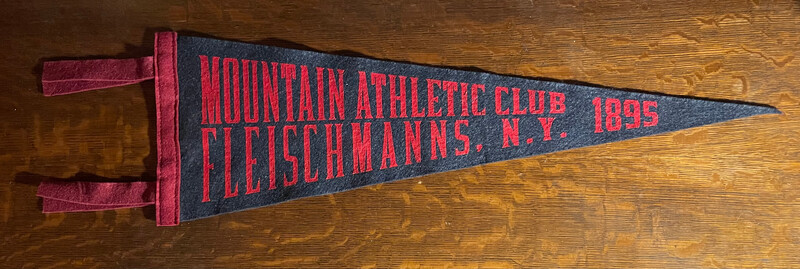 MOUNTAIN ATHLETIC CLUB 1895
FLEISCHMANNS, N.Y.